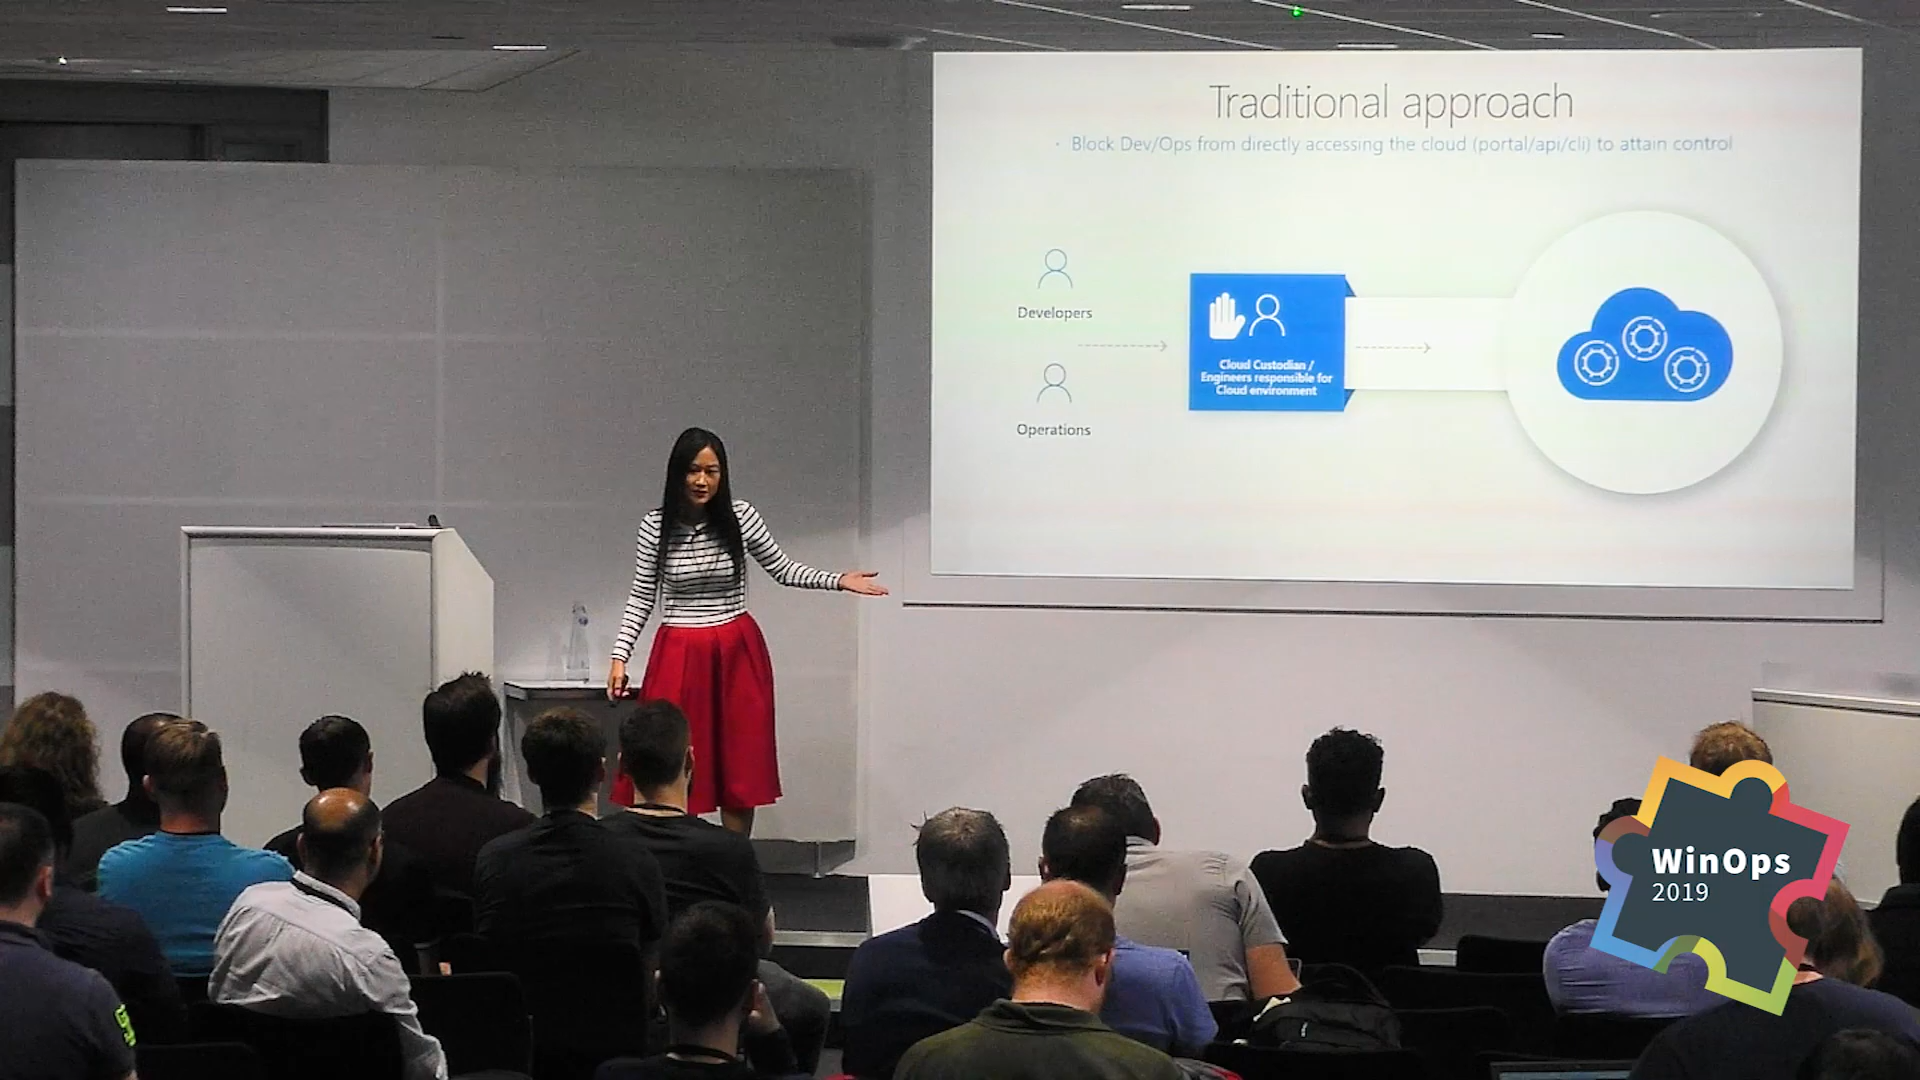 Traditional approach
· Block Dev/Ops from directly accessing the cloud (portal/api/cli) to attain control
Developers
Operations
Cloud Custodian /
Engineers responsible for
Cloud environment
WinOps
2019